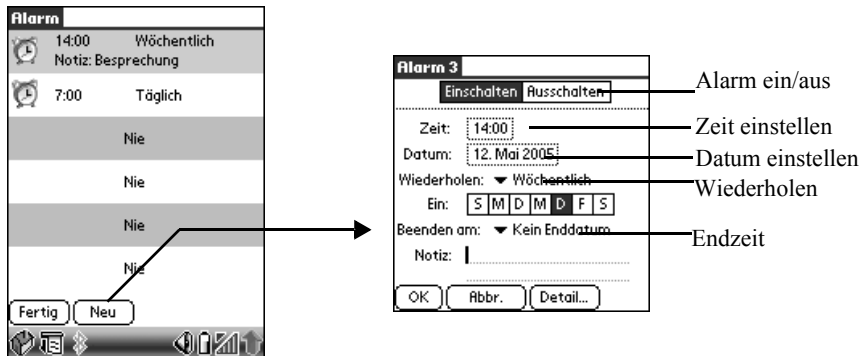 Alarm
14:00 Wöchentlich
Notiz: Besprechung
7:00 Täglich
Nie
Nie
Nie
Nie
Fertig Neu
Alarm 3
Einschalten Ausschalten
Zeit: 14:00
Datum: 12. Mai 2005
Wiederholen: Wöchentlich
Ein: S M D M D F S
Beenden am: Kein Enddatum
Notiz:
OK Abbr. Detail...
Alarm ein/aus
Zeit einstellen
Datum einstellen
Wiederholen
Endzeit